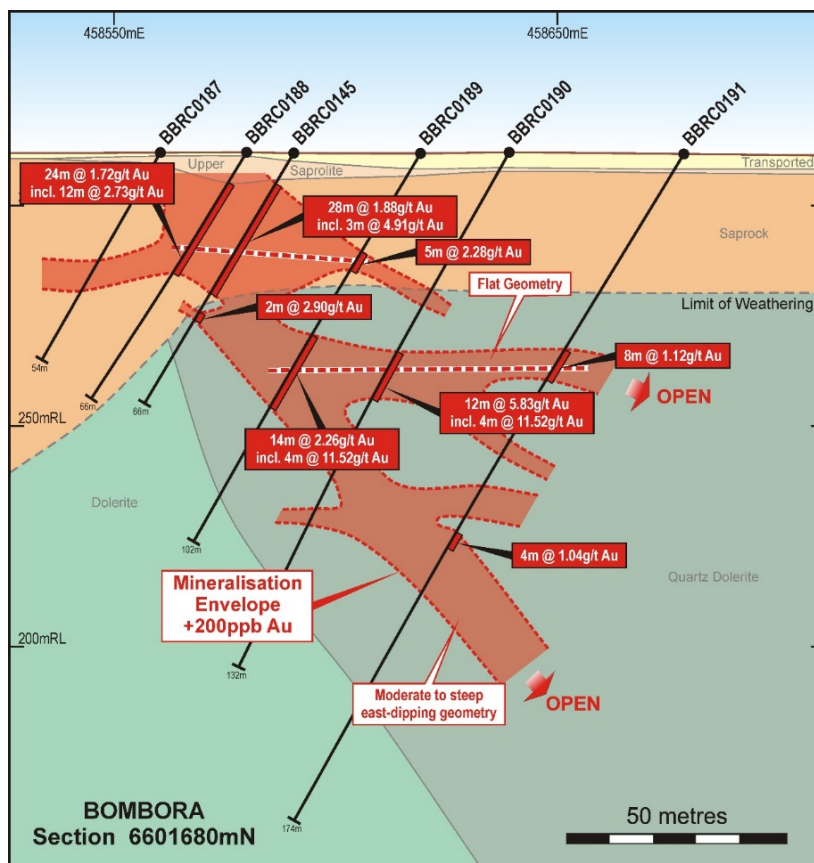 458550mE
458650mE
BBRC0187
BBRC0188
BBRC0145
BBRC0189
BBRC0190
BBRC0191
Upper
Saprolite
Transported
24m @ 1.72g/t Au
incl. 12m @ 2.73g/t Au
28m @ 1.88g/t Au
incl. 3m @ 4.91g/t Au
5m @ 2.28g/t Au
Saprock
Flat Geometry
Limit of Weathering
2m @ 2.90g/t Au
8m @ 1.12g/t Au
54m
OPEN
66m
66m
12m @ 5.83g/t Au
incl. 4m @ 11.52g/t Au
250mRL
14m @ 2.26g/t Au
incl. 4m @ 11.52g/t Au
Dolerite
102m
4m @ 1.04g/t Au
Quartz Dolerite
Mineralisation
Envelope
+200ppb Au
200mRL
132m
Moderate to steep
east-dipping geometry
OPEN
BOMBORA
Section 6601680mN
174m
50 metres